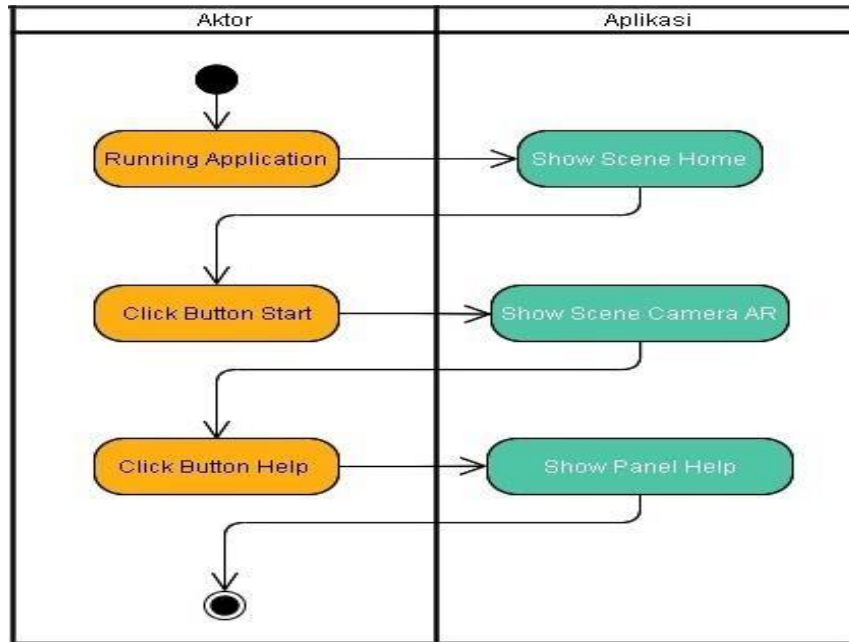 Aktor
Aplikasi
Running Application
Show Scene Home
Click Button Start
Show Scene Camera AR
Click Button Help
Show Panel Help